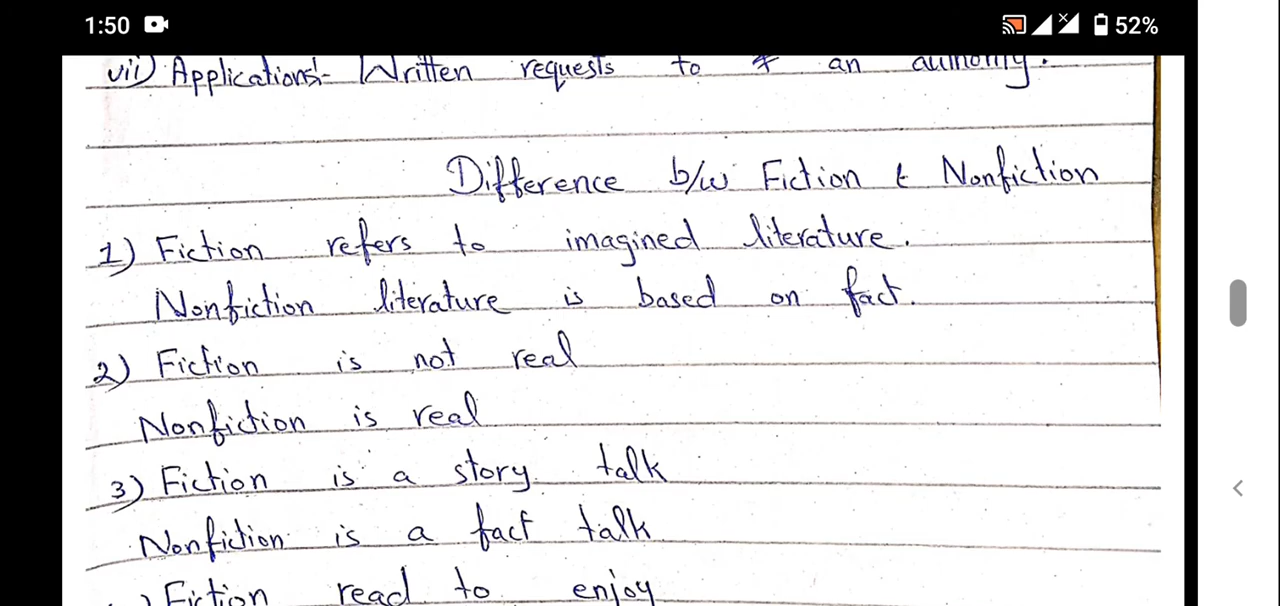 1:50 52%
vii) Applications:- Written requests to an authority.
Difference b/w Fiction & Nonfiction
1) Fiction refers to imagined literature.
Nonfiction literature is based on fact.
2) Fiction is not real
Nonfiction is real
3) Fiction is a story talk
Nonfiction is a fact talk
) Fiction read to enjoy